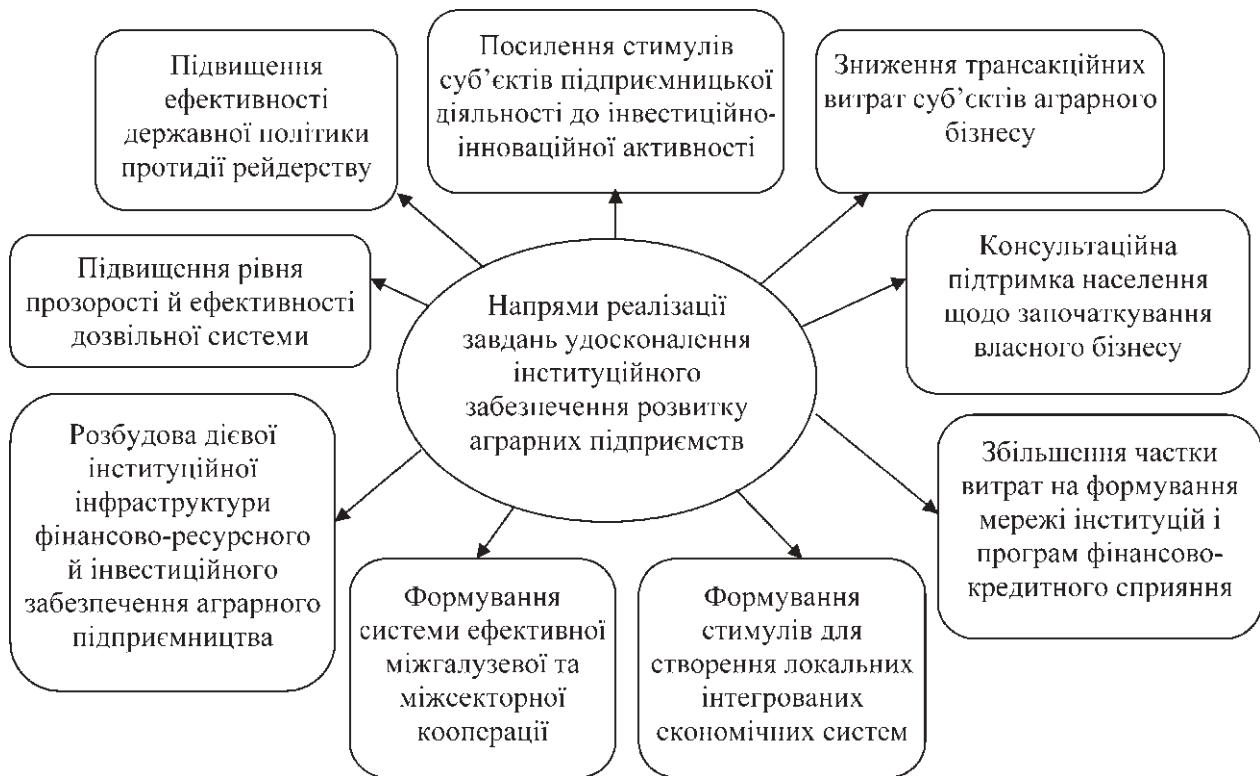 Підвищення
ефективності
державної політики
протидії рейдерству
Посилення стимулів
суб’єктів підприємницької
діяльності до інвестиційно-
інноваційної активності
Зниження трансакційних
витрат суб’єктів аграрного
бізнесу
Підвищення рівня
прозорості й ефективності
дозвільної системи
Напрями реалізації
завдань удосконалення
інституційного
забезпечення розвитку
аграрних підприємств
Консультаційна
підтримка населення
щодо започаткування
власного бізнесу
Розбудова дієвої
інституційної
інфраструктури
фінансово-ресурсного
й інвестиційного
забезпечення аграрного
підприємництва
Формування
системи ефективної
міжгалузевої та
міжсекторної
кооперації
Формування
стимулів для
створення локальних
інтегрованих
економічних систем
Збільшення частки
витрат на формування
мережі інституцій і
програм фінансово-
кредитного сприяння